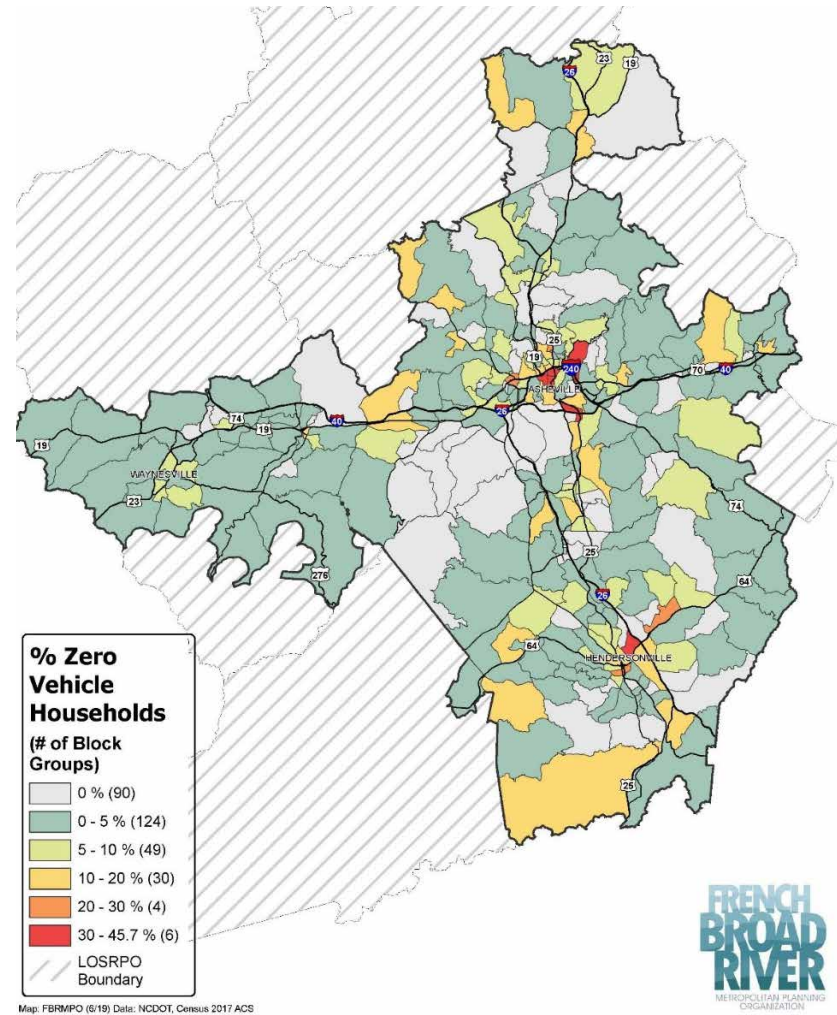 26
23
19
25
19
240
ASHEVILLE
70
40
74
19
40
26
19
WAYNESVILLE
23
74
276
25
64
26
64
HENDERSONVILLE
25
% Zero
Vehicle
Households
(# of Block
Groups)
0 % (90)
0 - 5 % (124)
5 - 10 % (49)
10 - 20 % (30)
20 - 30 % (4)
30 - 45.7 % (6)
LOSRPO
Boundary
FRENCH
BROAD
RIVER
METROPOLITAN PLANNING
ORGANIZATION
Map: FBRMPO (6/19) Data: NCDOT, Census 2017 ACS